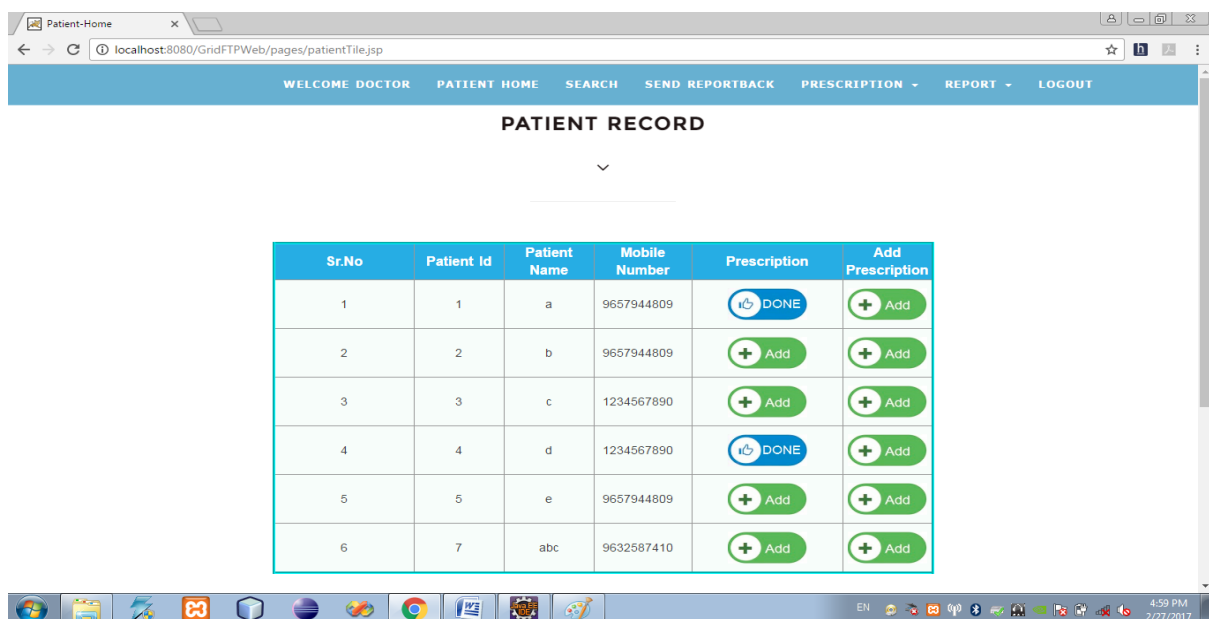 Patient-Home
localhost:8080/GridFTPWeb/pages/patientTile.jsp
WELCOME DOCTOR PATIENT HOME SEARCH SEND REPORTBACK PRESCRIPTION REPORT LOGOUT
PATIENT RECORD
Sr.No Patient Id Patient Name Mobile Number Prescription Add Prescription
1 1 a 9657944809 DONE Add
2 2 b 9657944809 Add Add
3 3 c 1234567890 Add Add
4 4 d 1234567890 DONE Add
5 5 e 9657944809 Add Add
6 7 abc 9632587410 Add Add
EN 4:59 PM
2/27/2017